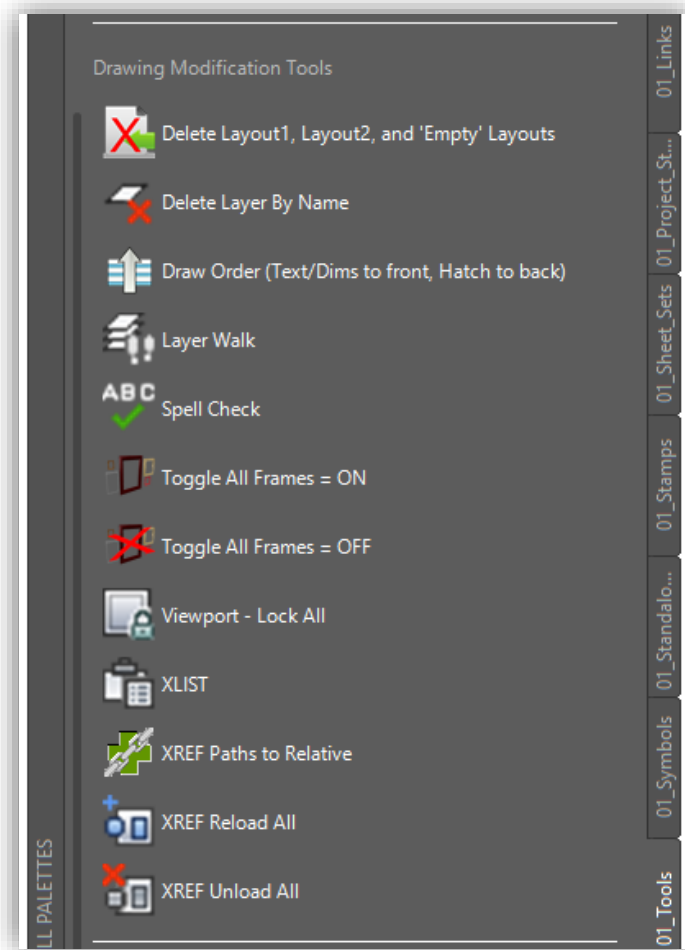 Drawing Modification Tools
Delete Layout1, Layout2, and 'Empty' Layouts
Delete Layer By Name
Draw Order (Text/Dims to front, Hatch to back)
Layer Walk
ABC
Spell Check
Toggle All Frames = ON
Toggle All Frames = OFF
Viewport - Lock All
XLIST
XREF Paths to Relative
XREF Reload All
XREF Unload All
LL PALETTES
01_Links
01_Project_St...
01_Sheet_Sets
01_Stamps
01_Standalo...
01_Symbols
01_Tools